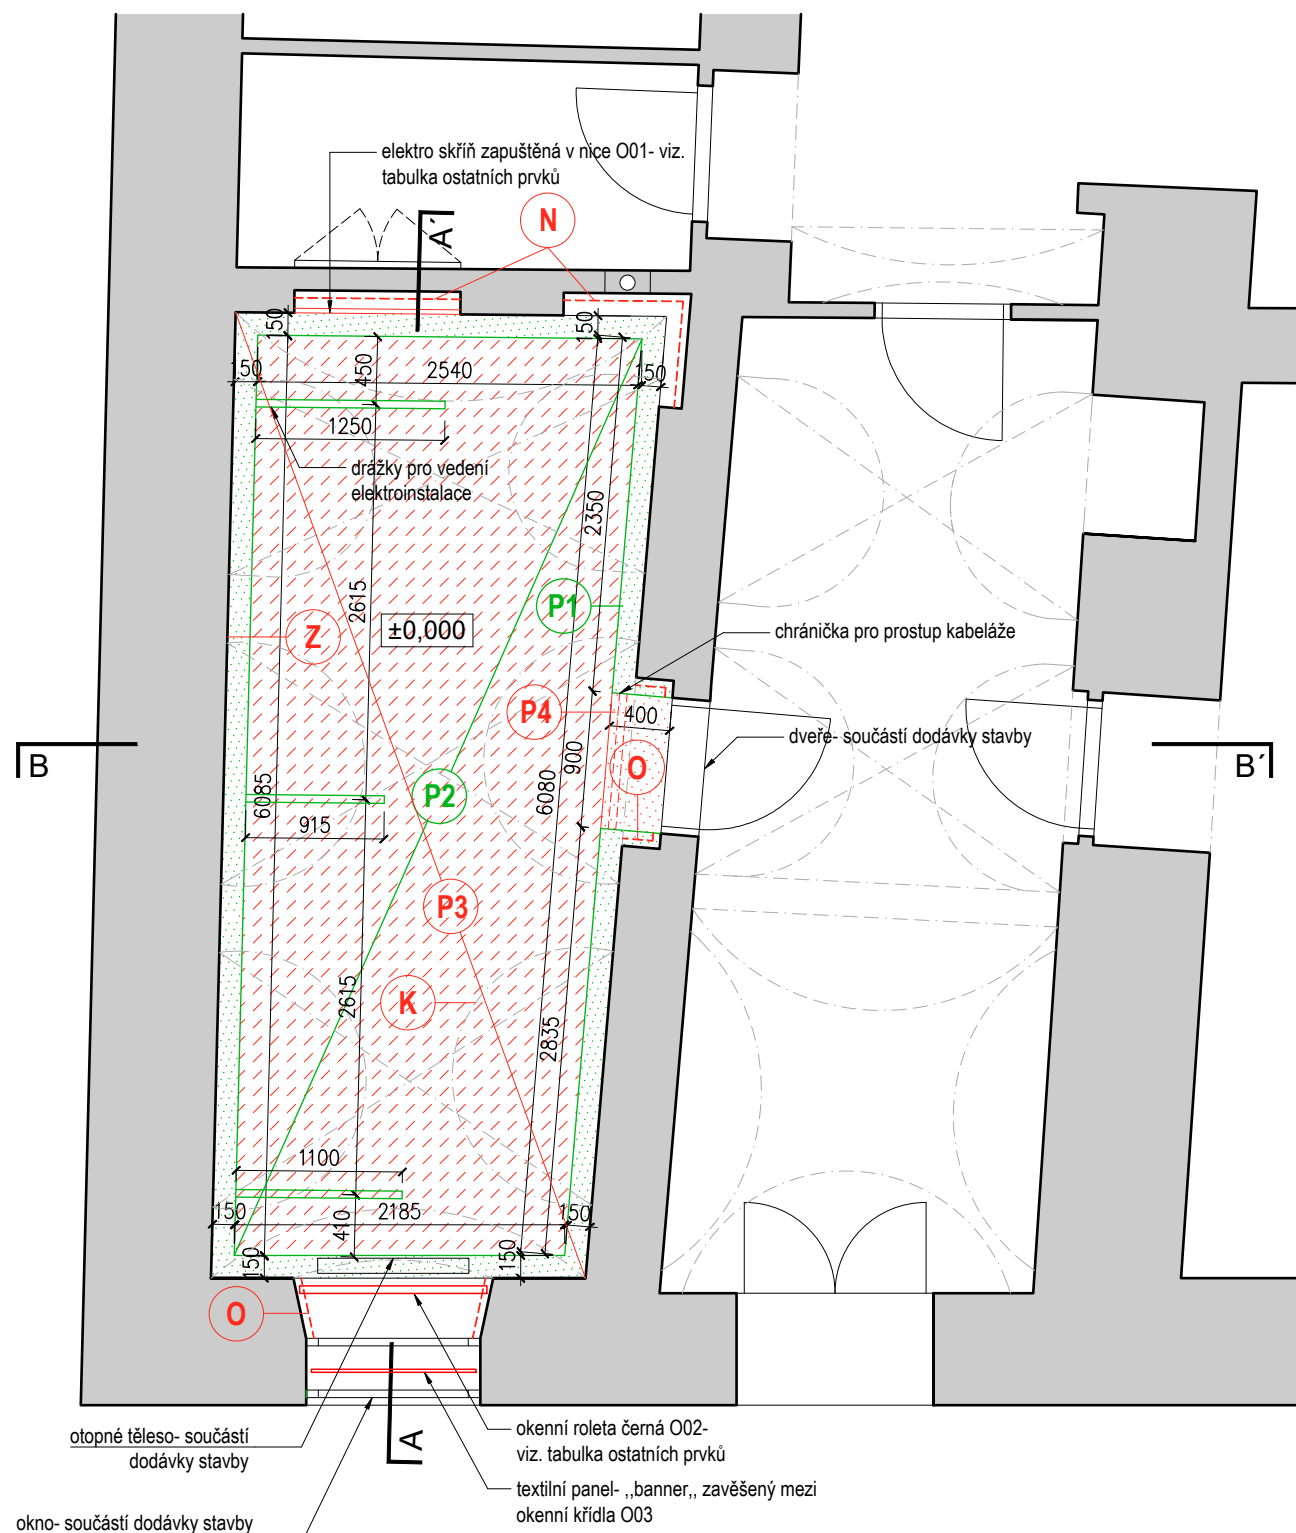 elektro skříň zapuštěná v nice O01- viz.
tabulka ostatních prvků
N
A´
150
150
450
150
2540
150
1250
drážky pro vedení
elektroinstalace
2350
2615
P1
Z
±0,000
chránička pro prostup kabeláže
P4
400
dveře- součástí dodávky stavby
B
B´
900
O
6085
6080
P2
915
P3
K
2615
2835
1100
150
2185
150
410
150
150
O
otopné těleso- součástí
dodávky stavby
A
okenní roleta černá O02-
viz. tabulka ostatních prvků
textilní panel- ,,banner,, zavěšený mezi
okenní křídla O03
okno- součástí dodávky stavby